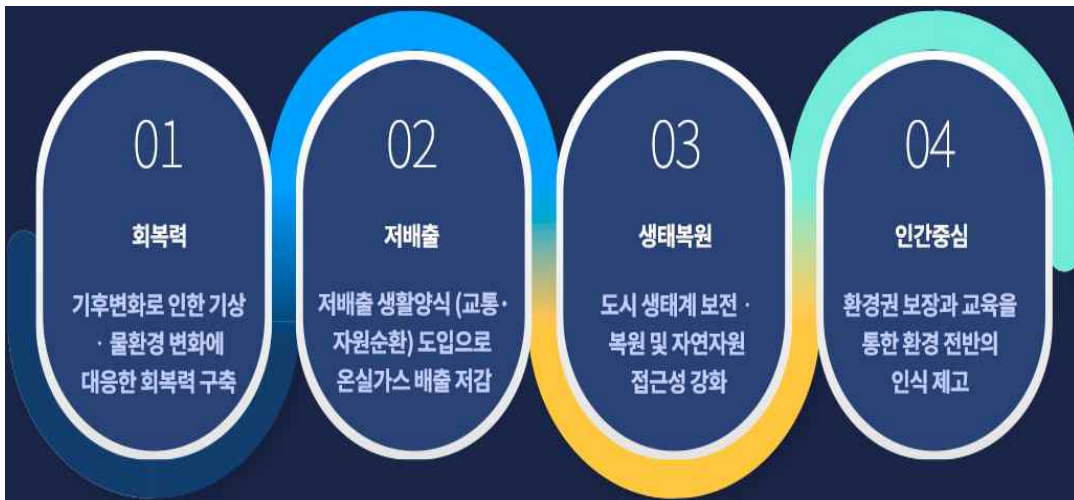 01
회복력
기후변화로 인한 기상
· 물환경 변화에
대응한 회복력 구축
02
저배출
저배출 생활양식 (교통·
자원순환) 도입으로
온실가스 배출 저감
03
생태복원
도시 생태계 보전 ·
복원 및 자연자원
접근성 강화
04
인간중심
환경권 보장과 교육을
통한 환경 전반의
인식 제고